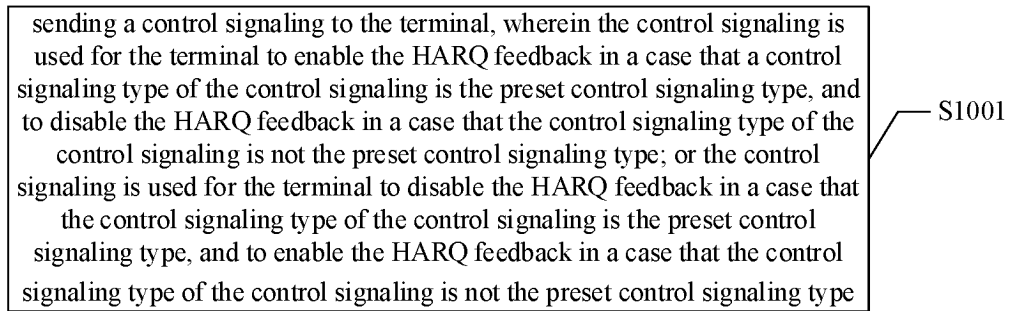 sending a control signaling to the terminal, wherein the control signaling is
used for the terminal to enable the HARQ feedback in a case that a control
signaling type of the control signaling is the preset control signaling type, and
to disable the HARQ feedback in a case that the control signaling type of the
control signaling is not the preset control signaling type; or the control
signaling is used for the terminal to disable the HARQ feedback in a case that
the control signaling type of the control signaling is the preset control
signaling type, and to enable the HARQ feedback in a case that the control
signaling type of the control signaling is not the preset control signaling type
S1001